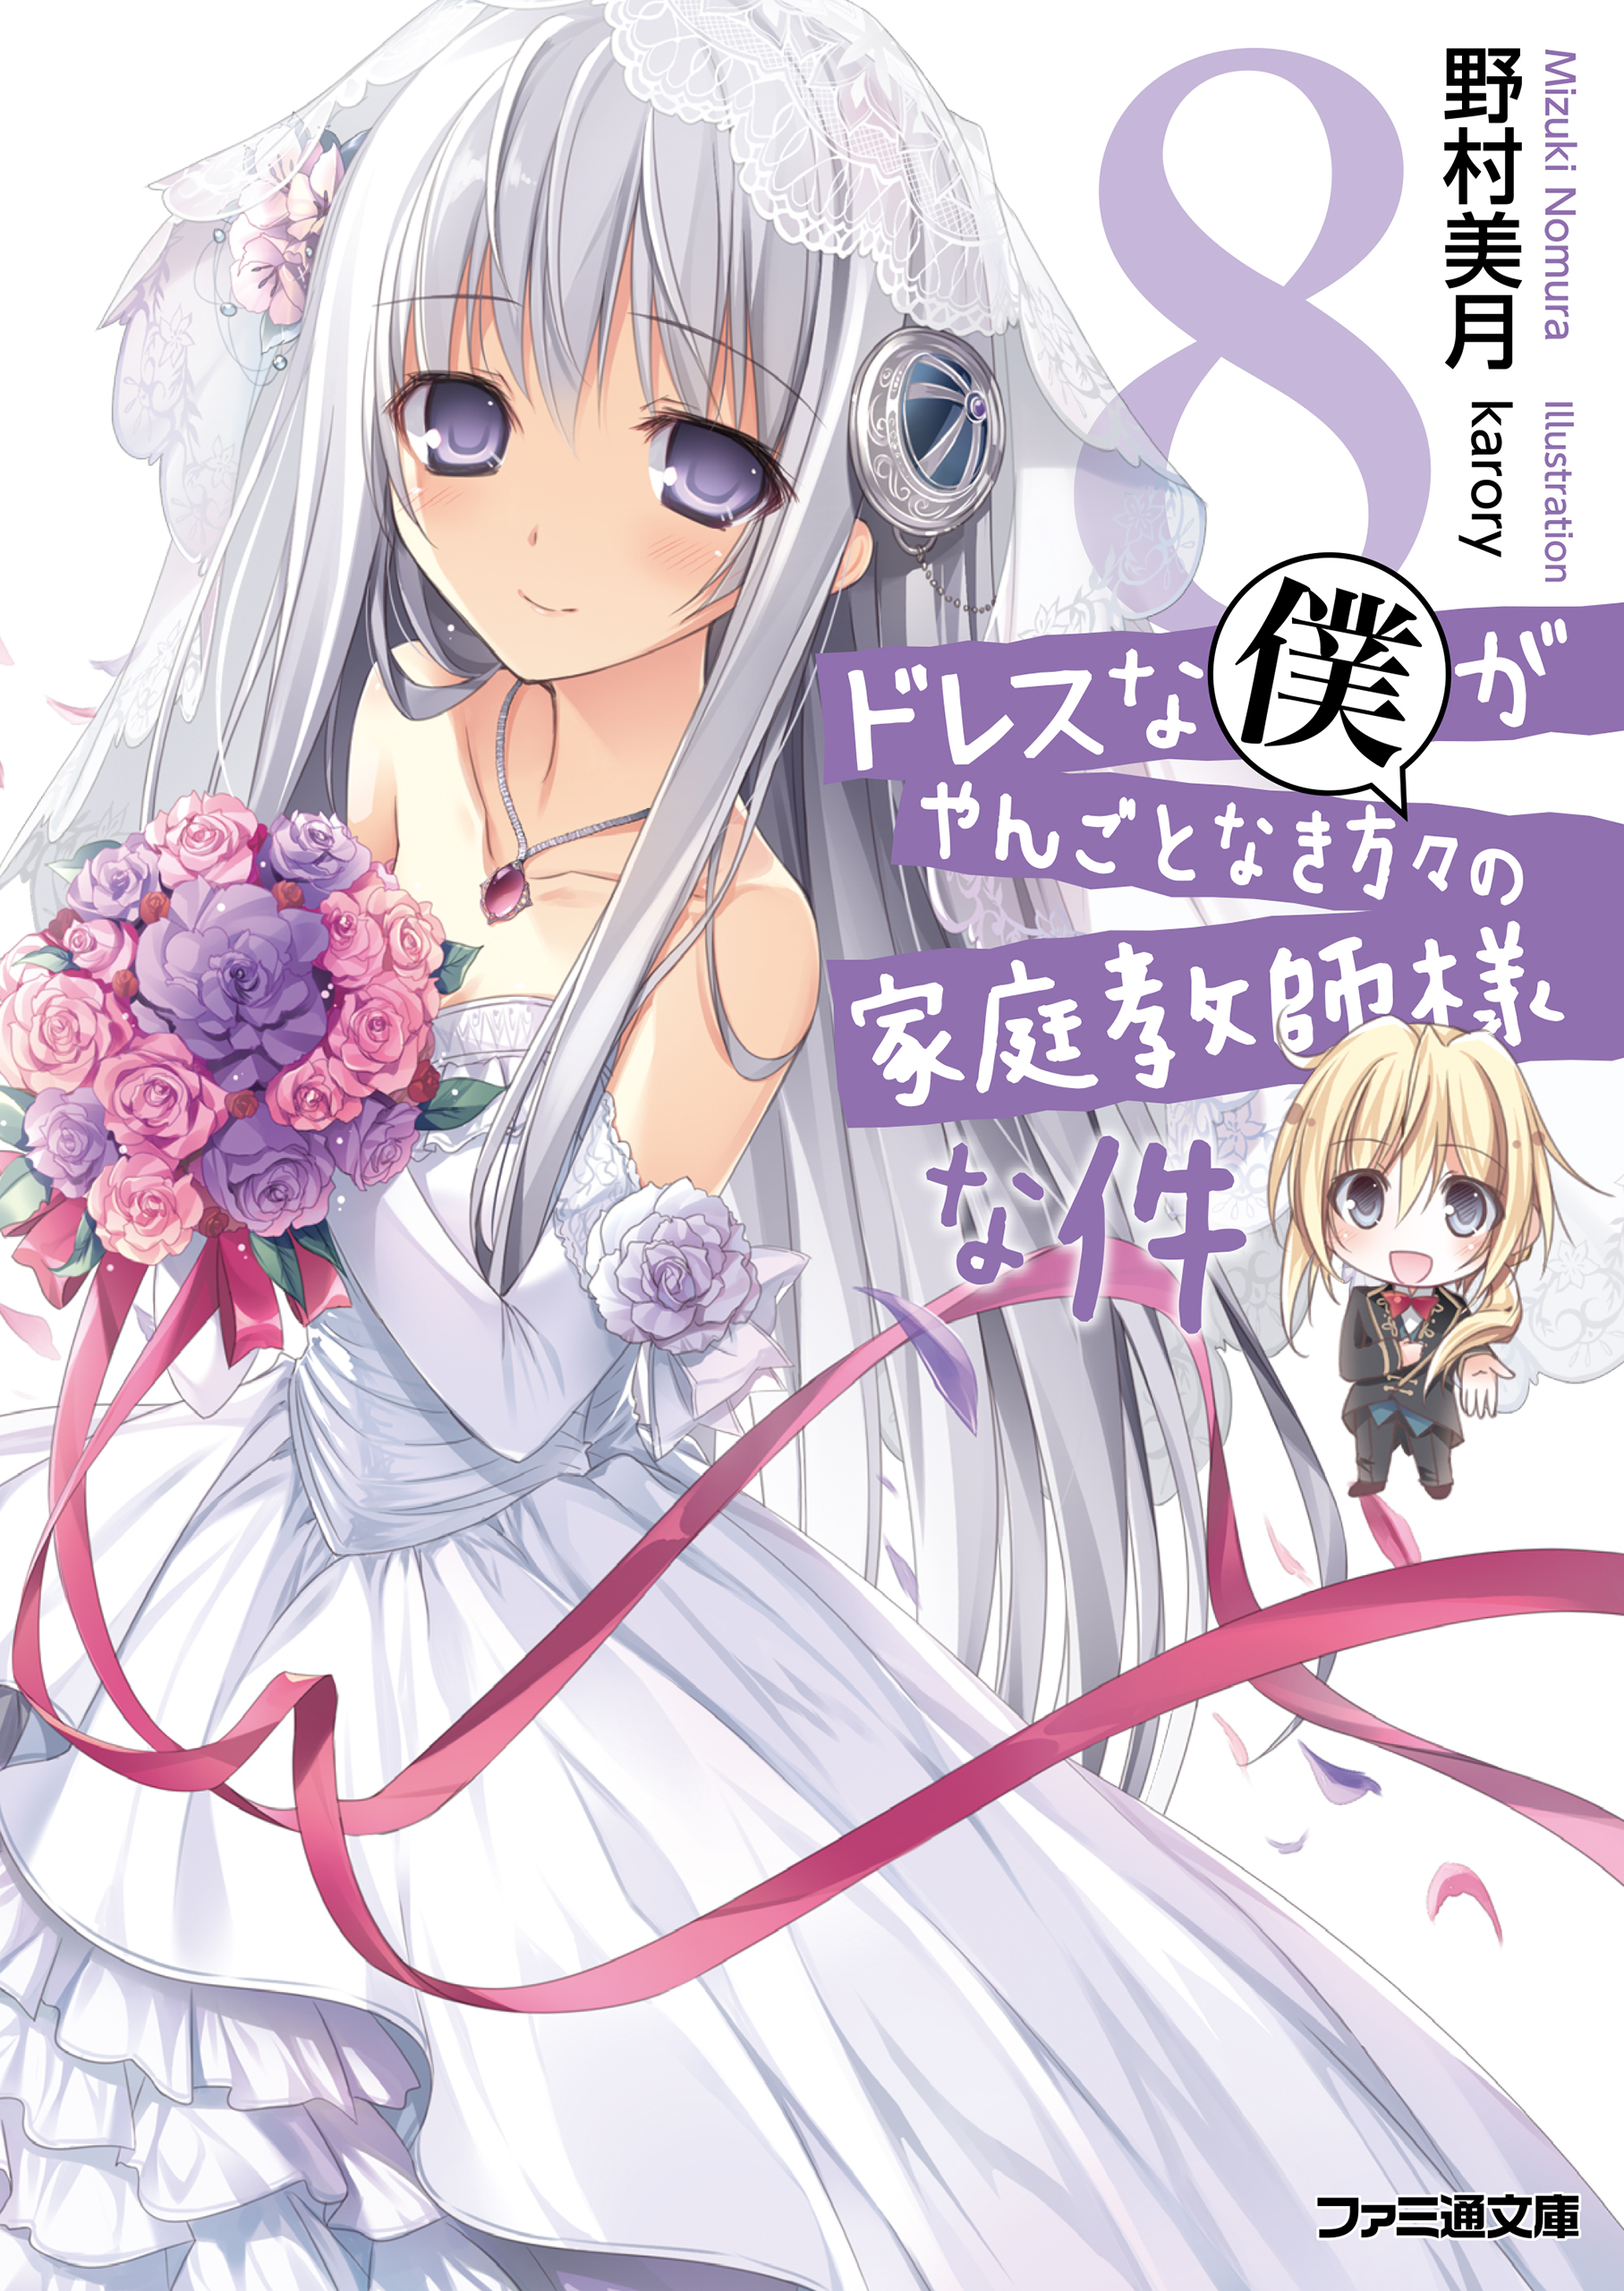 8
野村美月
Mizuki Nomura
karory
Illustration
ドレスな僕が
やんごとなき方々の
家庭教師様
な件
ファミ通文庫